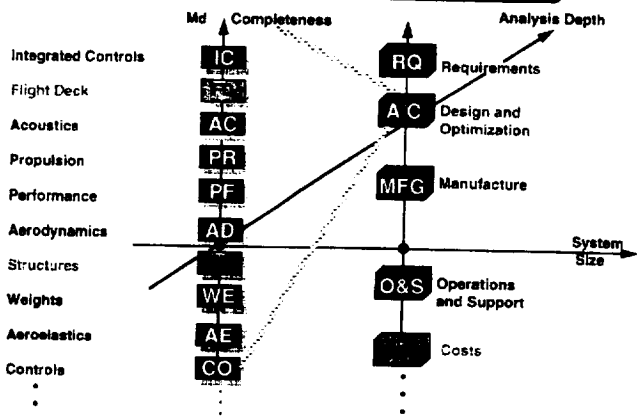 Md Completeness
Analysis Depth
Integrated Controls IC
RQ Requirements
Flight Deck
Acoustics AC
A/C Design and
Optimization
Propulsion PR
Performance PF
MFG Manufacture
Aerodynamics AD
System
Size
Structures
Weights WE
O&S Operations
and Support
Aeroelastics AE
Costs
Controls CO